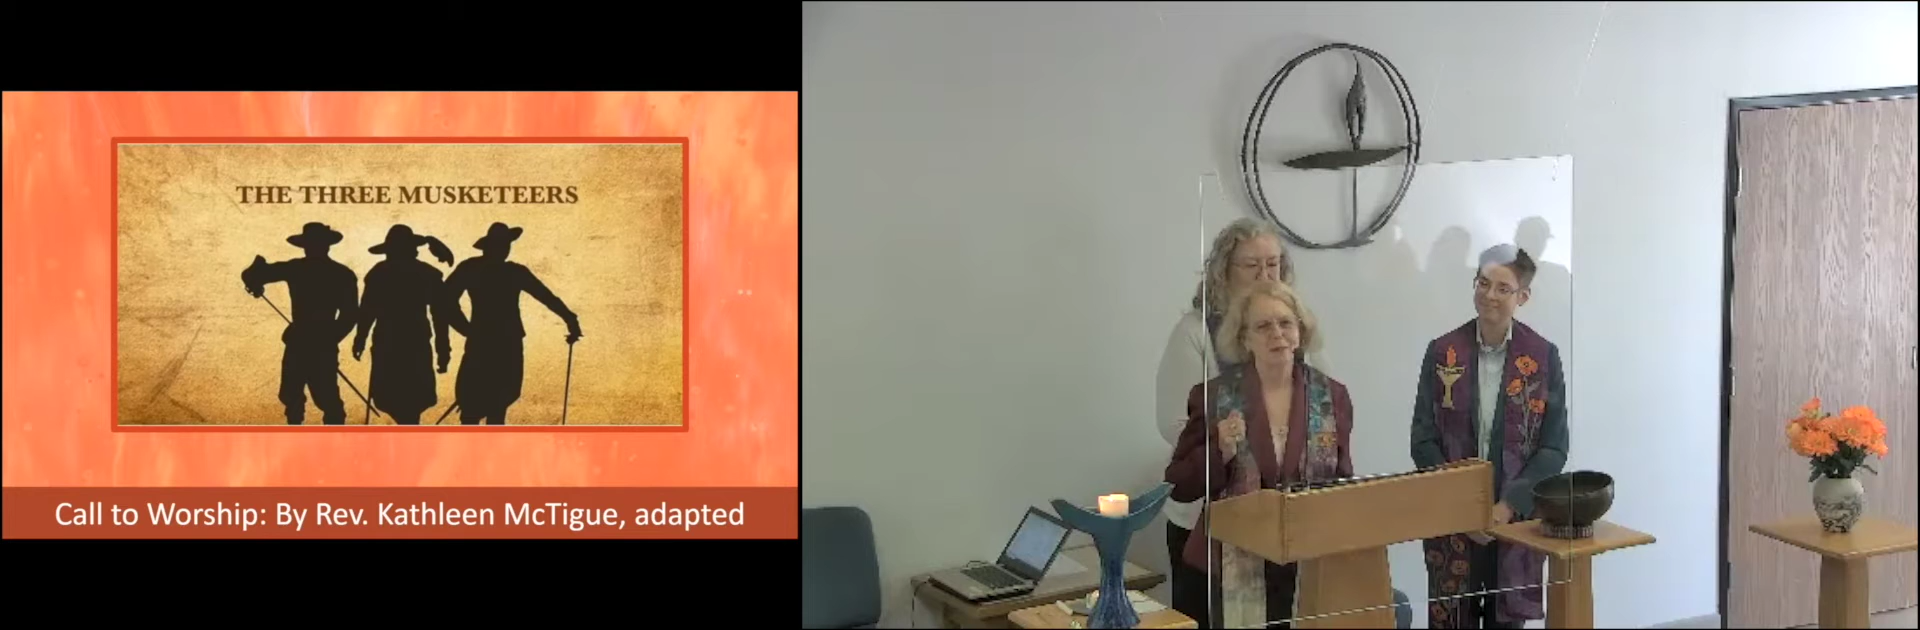 THE THREE MUSKETEERS
Call to Worship: By Rev. Kathleen McTigue, adapted